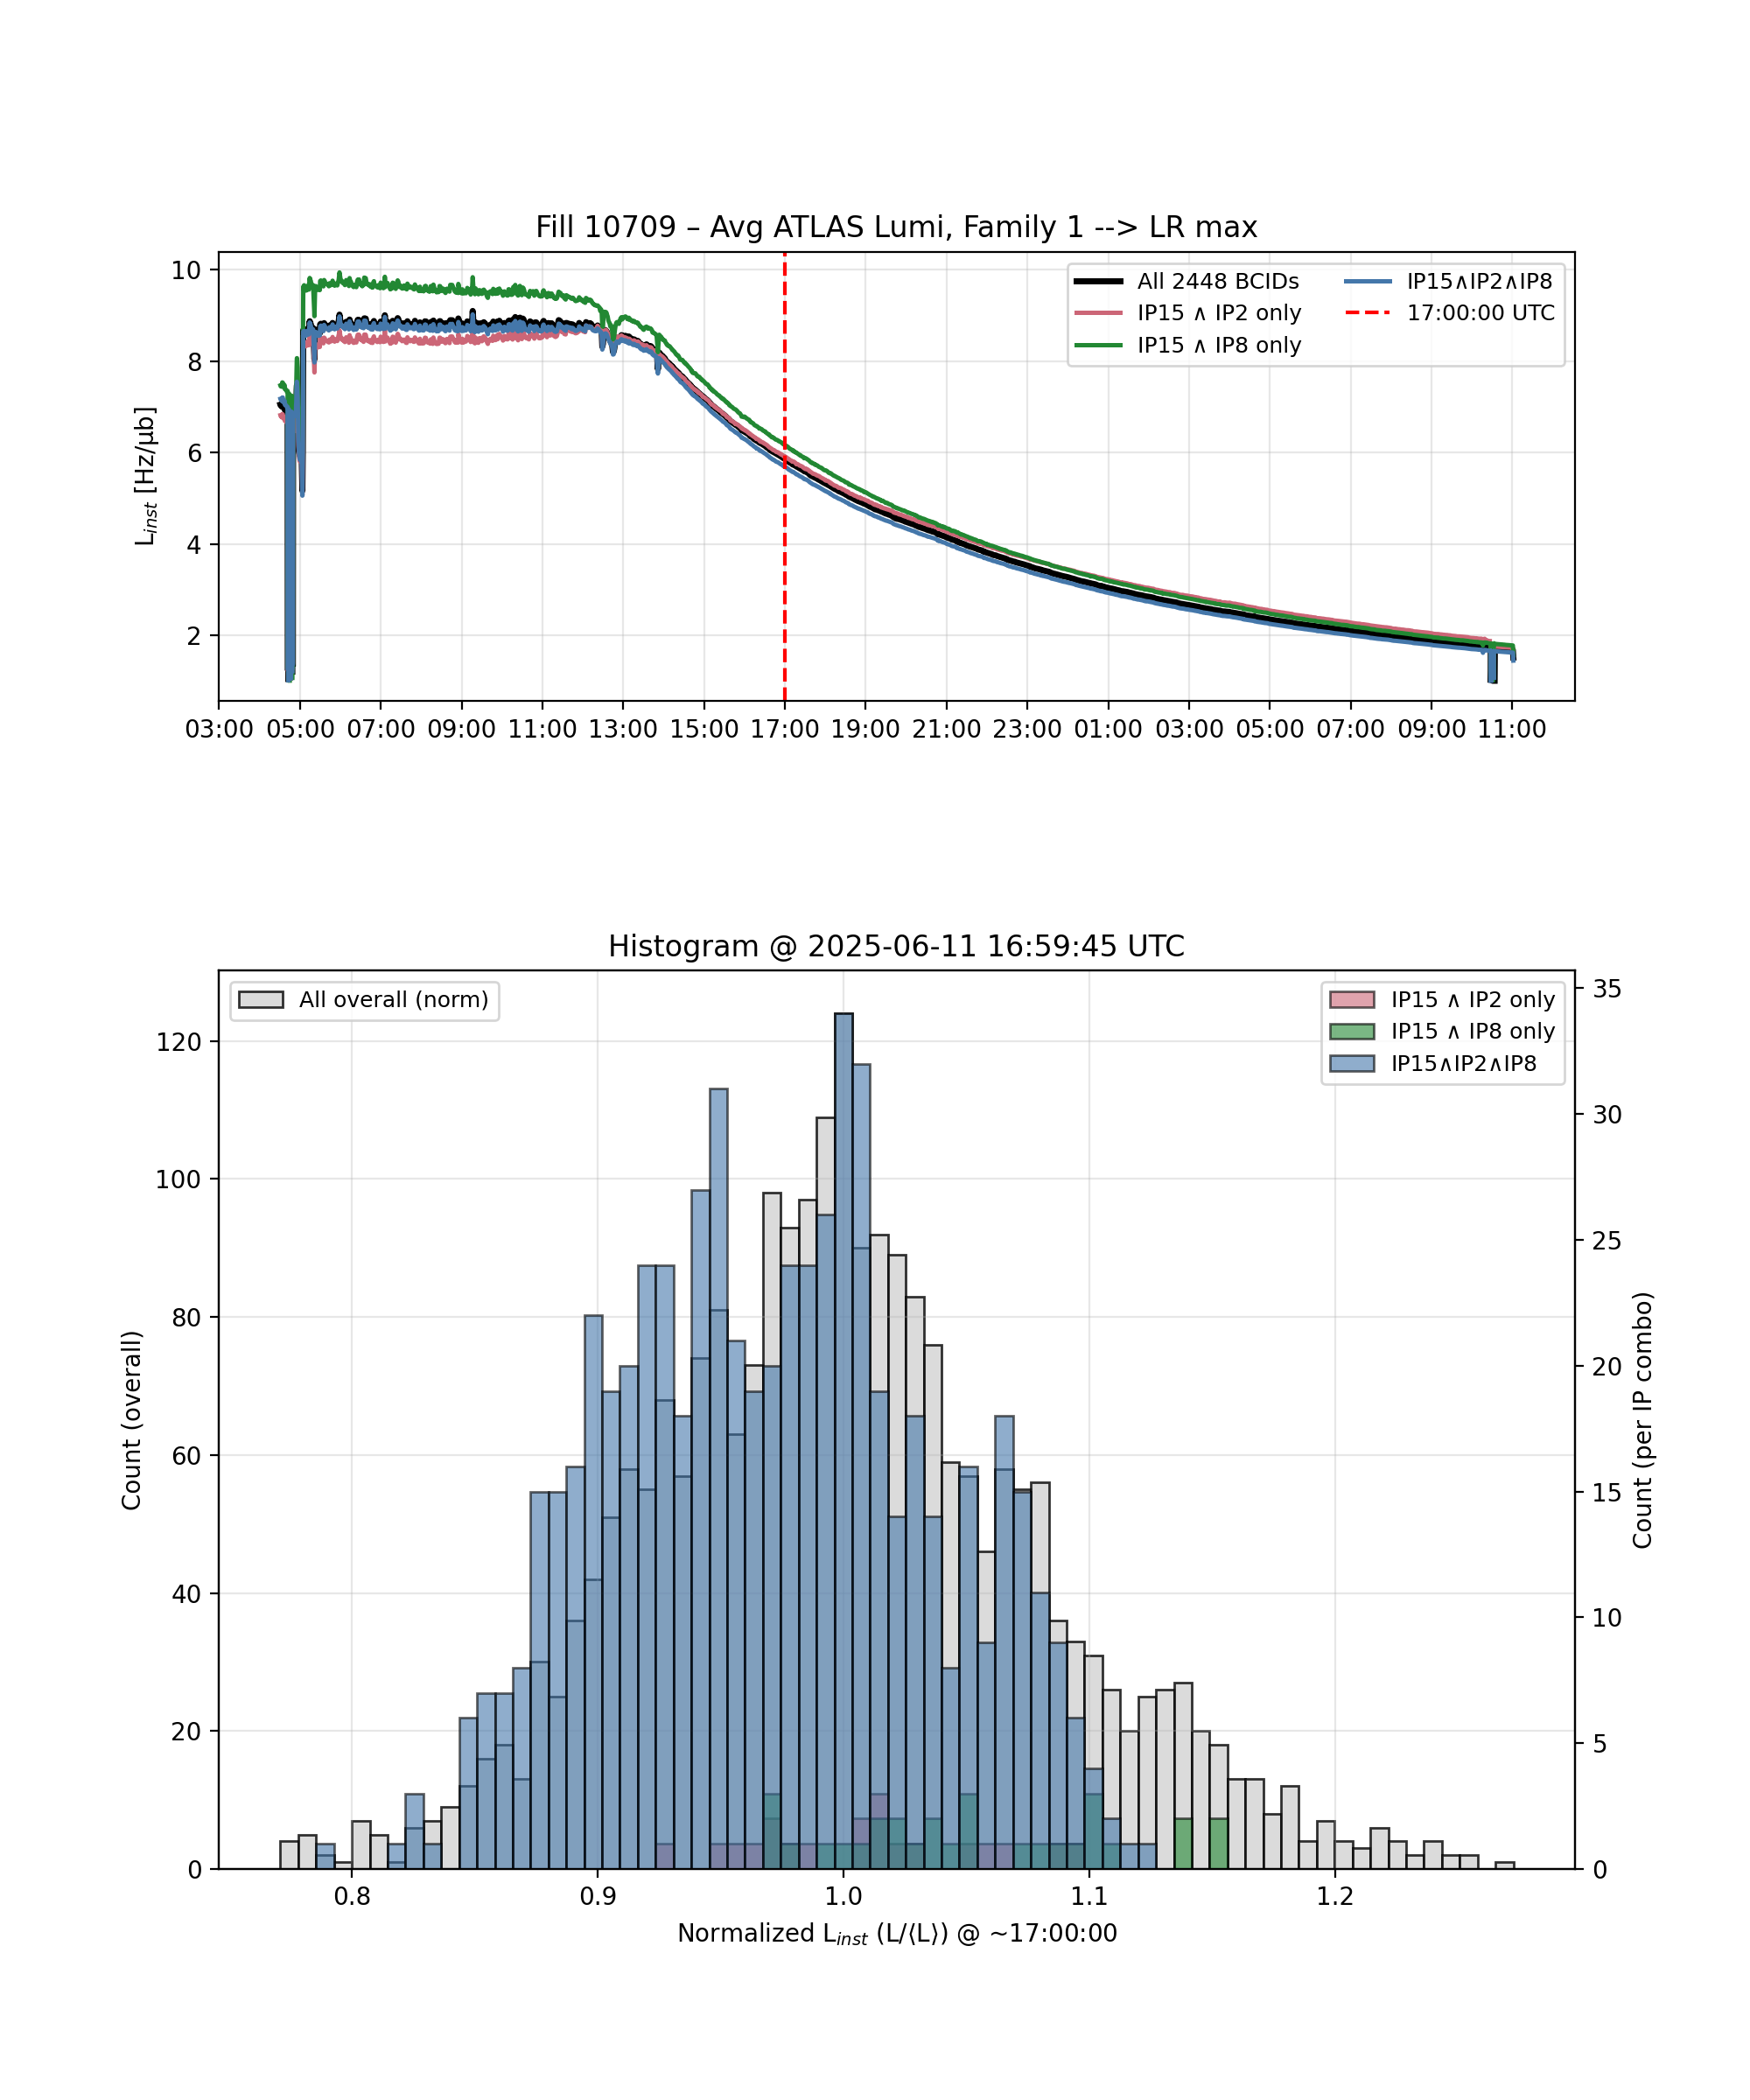 Fill 10709 – Avg ATLAS Lumi, Family 1 --> LR max
10
8
6
4
2
L_inst [Hz/μb]
All 2448 BCIDs
IP15 ∧ IP2 only
IP15 ∧ IP8 only
IP15∧IP2∧IP8
17:00:00 UTC
03:00 05:00 07:00 09:00 11:00 13:00 15:00 17:00 19:00 21:00 23:00 01:00 03:00 05:00 07:00 09:00 11:00
Histogram @ 2025-06-11 16:59:45 UTC
All overall (norm)
IP15 ∧ IP2 only
IP15 ∧ IP8 only
IP15∧IP2∧IP8
120
100
80
60
40
20
0
Count (overall)
35
30
25
20
15
10
5
0
Count (per IP combo)
0.8 0.9 1.0 1.1 1.2
Normalized L_inst (L/⟨L⟩) @ ~17:00:00